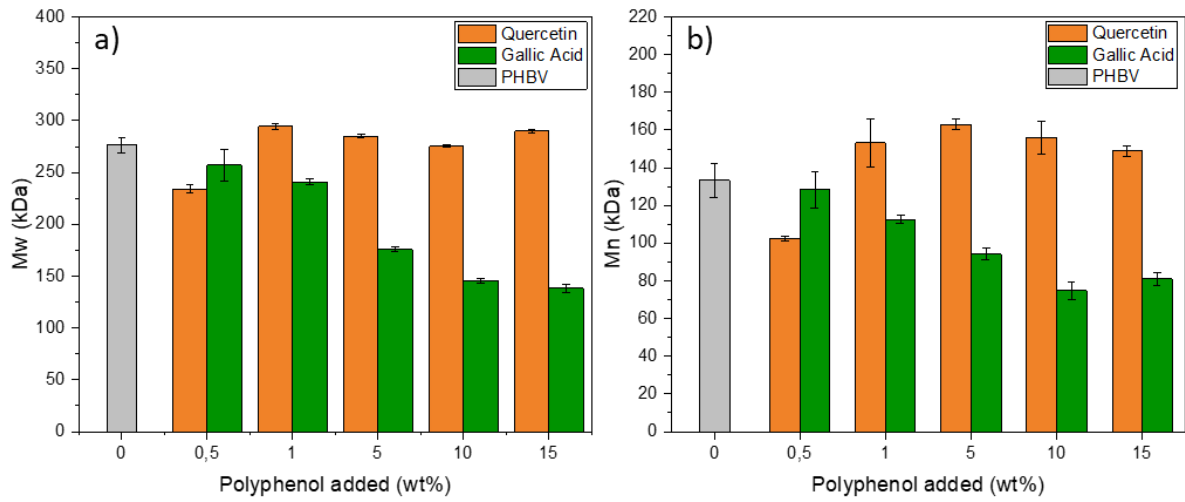 a)
Quercetin
Gallic Acid
PHBV
Mw (kDa)
400
350
300
250
200
150
100
50
0
0 0,5 1 5 10 15
Polyphenol added (wt%)
b)
Quercetin
Gallic Acid
PHBV
Mn (kDa)
220
200
180
160
140
120
100
80
60
40
20
0
0 0,5 1 5 10 15
Polyphenol added (wt%)